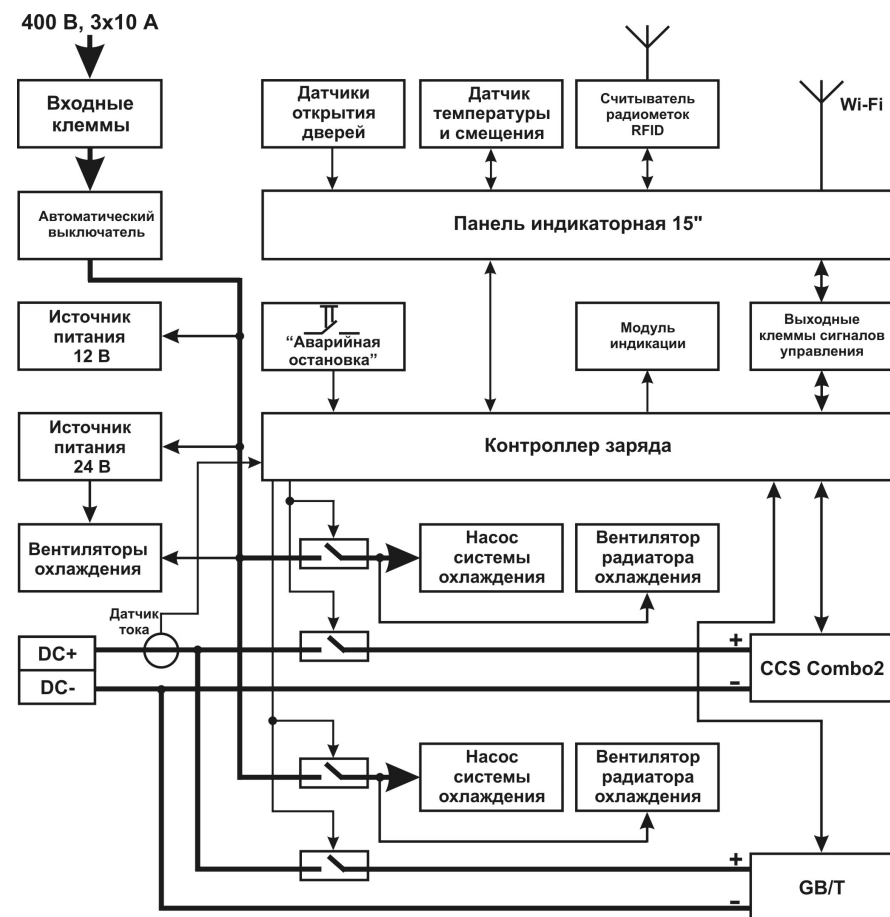 400 В, 3x10 А
Входные
клеммы
Датчики
открытия
дверей
Датчик
температуры
и смещения
Считыватель
радиометок
RFID
Wi-Fi
Автоматический
выключатель
Панель индикаторная 15"
Источник
питания
12 В
“Аварийная
остановка”
Модуль
индикации
Выходные
клеммы сигналов
управления
Источник
питания
24 В
Контроллер заряда
Вентиляторы
охлаждения
Насос
системы
охлаждения
Вентилятор
радиатора
охлаждения
Датчик
тока
DC+
DC-
+
-
CCS Combo2
Насос
системы
охлаждения
Вентилятор
радиатора
охлаждения
+
-
GB/T